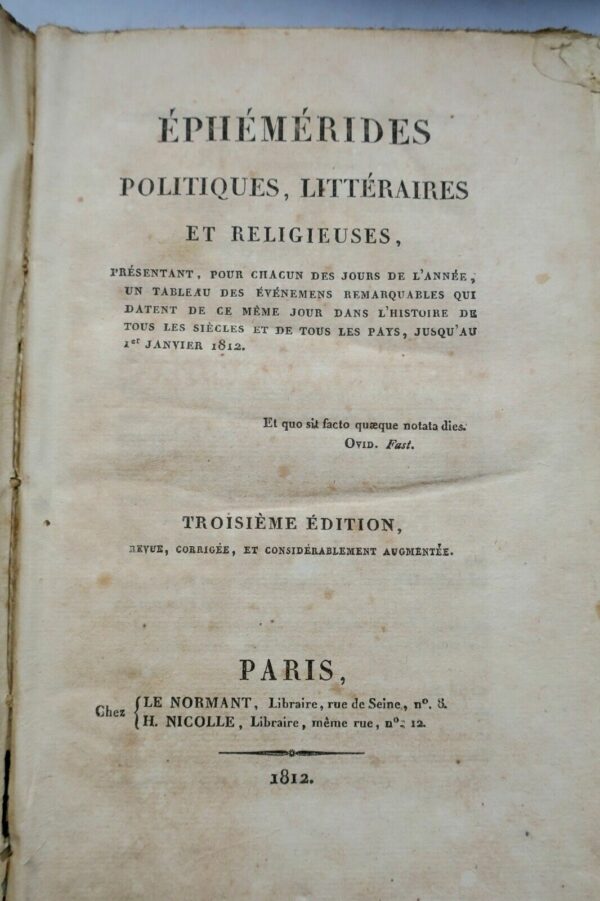 ÉPHÉMÉRIDES
POLITIQUES, LITTÉRAIRES
ET RELIGIEUSES,
PRÉSENTANT, POUR CHACUN DES JOURS DE L'ANNÉE,
UN TABLEAU DES ÉVÉNEMENS REMARQUABLES QUI
DATENT DE CE MÊME JOUR DANS L'HISTOIRE DE
TOUS LES SIÈCLES ET DE TOUS LES PAYS, JUSQU'AU
1er JANVIER 1812.
Et quo sit facto quæque notata dies.
OVID. Fast.
TROISIÈME ÉDITION,
REVUE, CORRIGÉE, ET CONSIDÉRABLEMENT AUGMENTÉE.
PARIS,
Chez { LE NORMANT, Libraire, rue de Seine, nº. 8.
H. NICOLLE, Libraire, même rue, nº. 12.
1812.